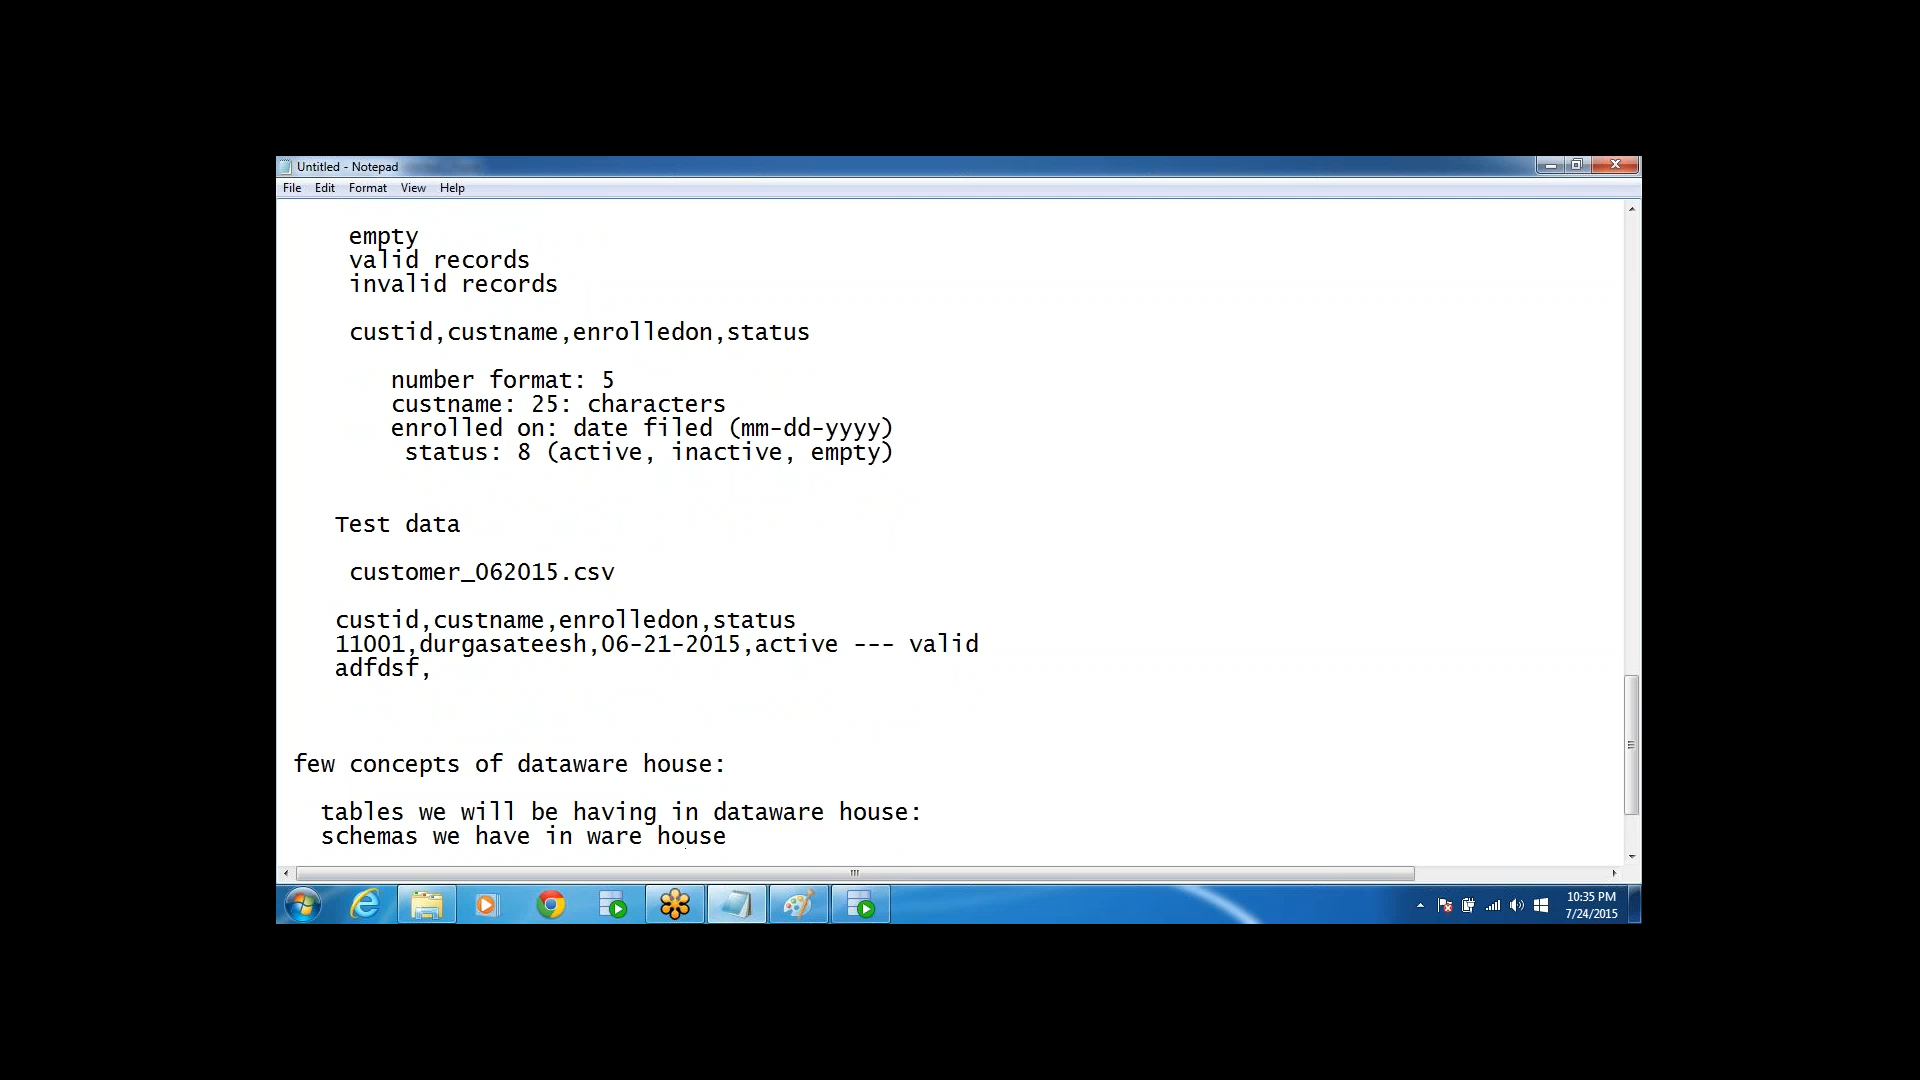 Untitled - Notepad
File Edit Format View Help
empty
valid records
invalid records
custid,custname,enrolledon,status
number format: 5
custname: 25: characters
enrolled on: date filed (mm-dd-yyyy)
status: 8 (active, inactive, empty)
Test data
customer_062015.csv
custid,custname,enrolledon,status
11001,durgasateesh,06-21-2015,active --- valid
adfdsf,
few concepts of dataware house:
tables we will be having in dataware house:
schemas we have in ware house
10:35 PM
7/24/2015